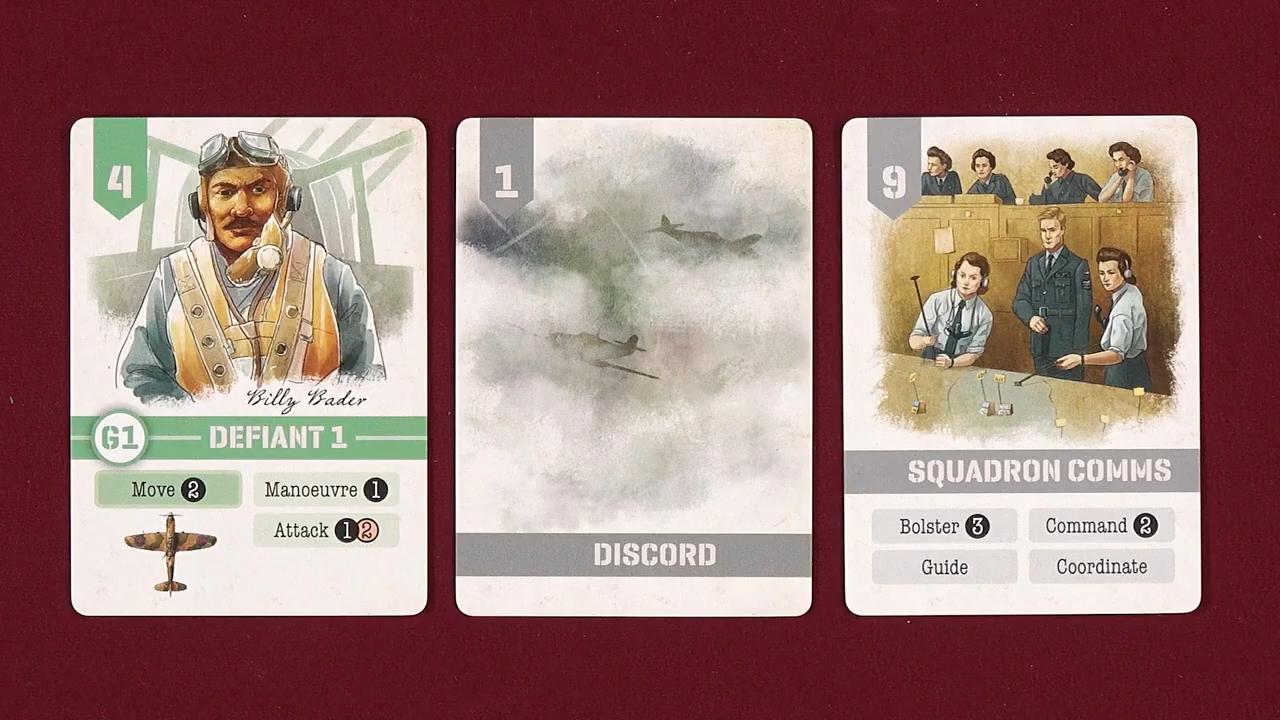 4
Billy Bader
G1 DEFIANT 1
Move 2 Manoeuvre 1
Attack 1 2
1
DISCORD
9
SQUADRON COMMS
Bolster 3 Command 2
Guide Coordinate